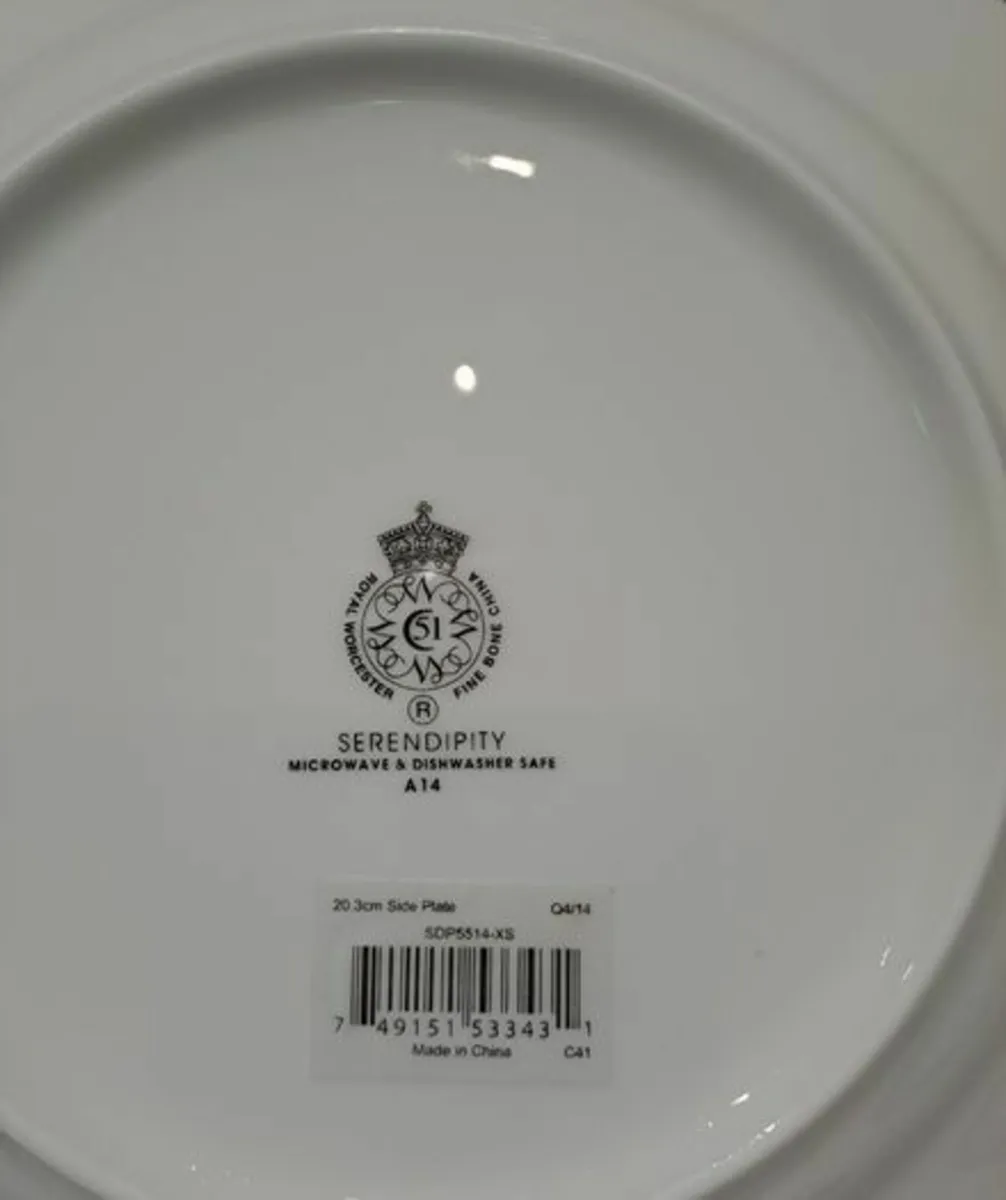 ROYAL WORCESTER
FINE BONE CHINA
51
R
SERENDIPITY
MICROWAVE & DISHWASHER SAFE
A14
20.3cm Side Plate Q4/14
SDP5514-XS
7 49151 53343 1
Made in China C41